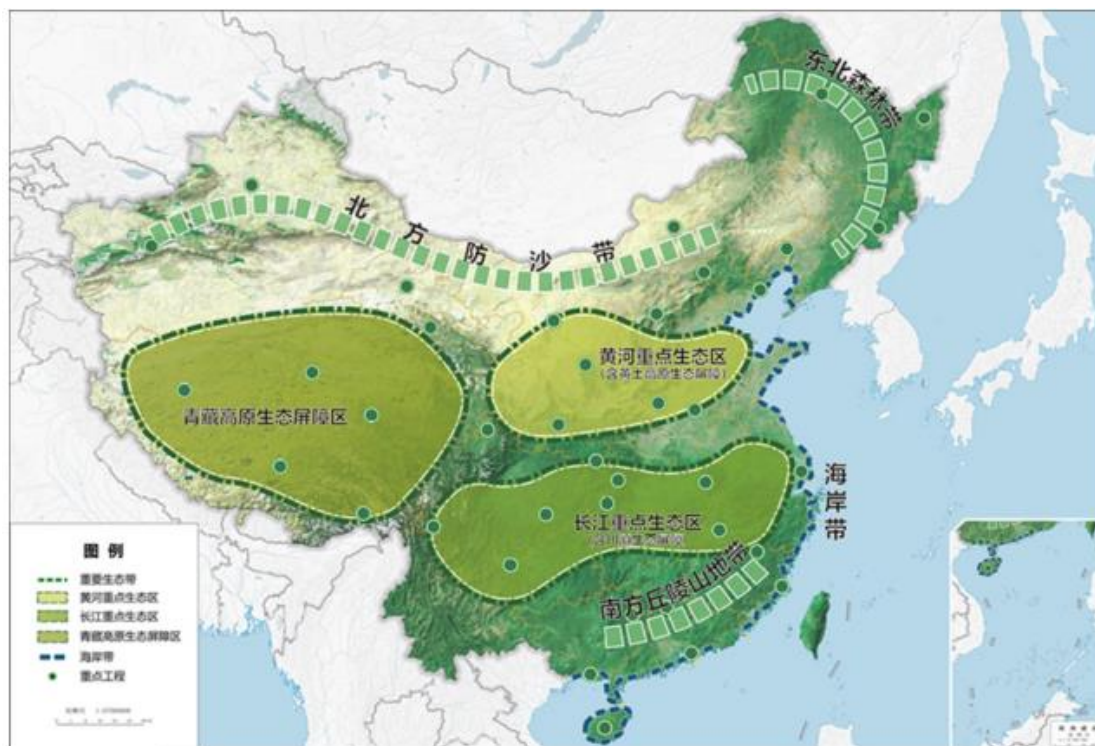 东北森林带
北方防沙带
黄河重点生态区
(含黄土高原生态屏障)
青藏高原生态屏障区
海岸带
长江重点生态区
南方丘陵山地带
图例
重要生态带
黄河重点生态区
长江重点生态区
青藏高原生态屏障区
海岸带
重点工程